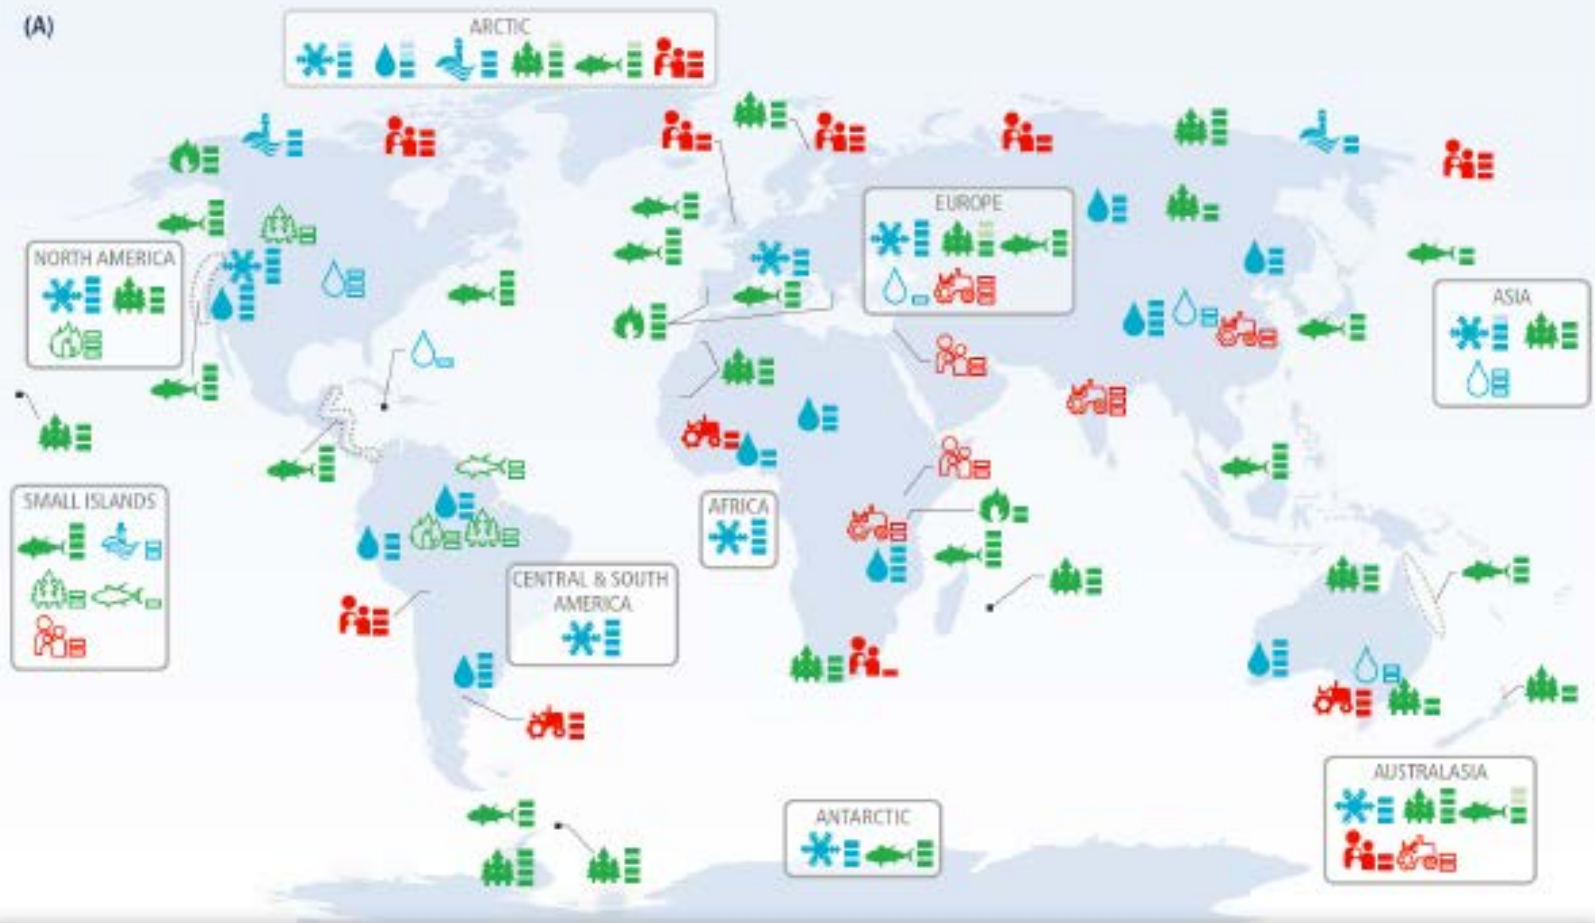 (A)
ARCTIC
EUROPE
NORTH AMERICA
ASIA
SMALL ISLANDS
AFRICA
CENTRAL & SOUTH
AMERICA
AUSTRALASIA
ANTARCTIC